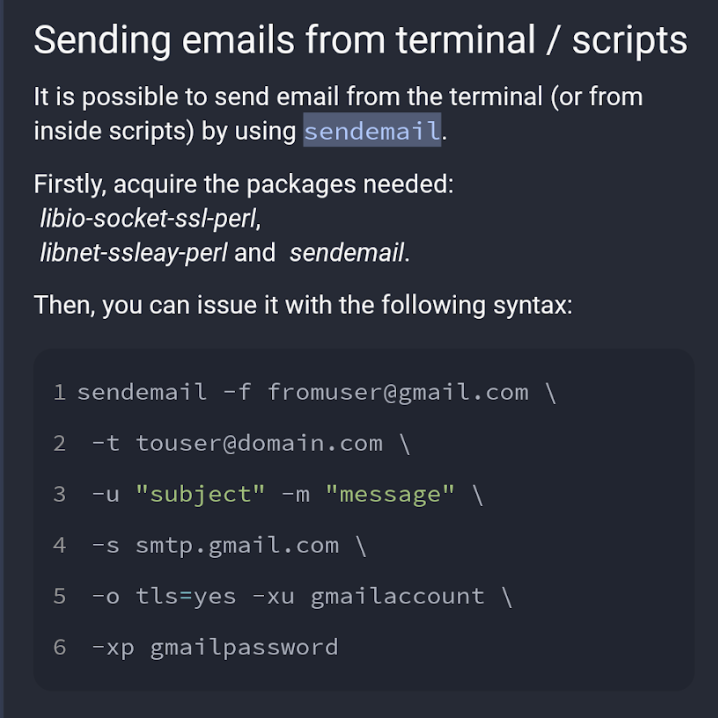 Sending emails from terminal / scripts
It is possible to send email from the terminal (or from
inside scripts) by using sendemail.
Firstly, acquire the packages needed:
libio-socket-ssl-perl,
libnet-ssleay-perl and sendemail.
Then, you can issue it with the following syntax:
1 sendemail -f fromuser@gmail.com \
2 -t touser@domain.com \
3 -u "subject" -m "message" \
4 -s smtp.gmail.com \
5 -o tls=yes -xu gmailaccount \
6 -xp gmailpassword